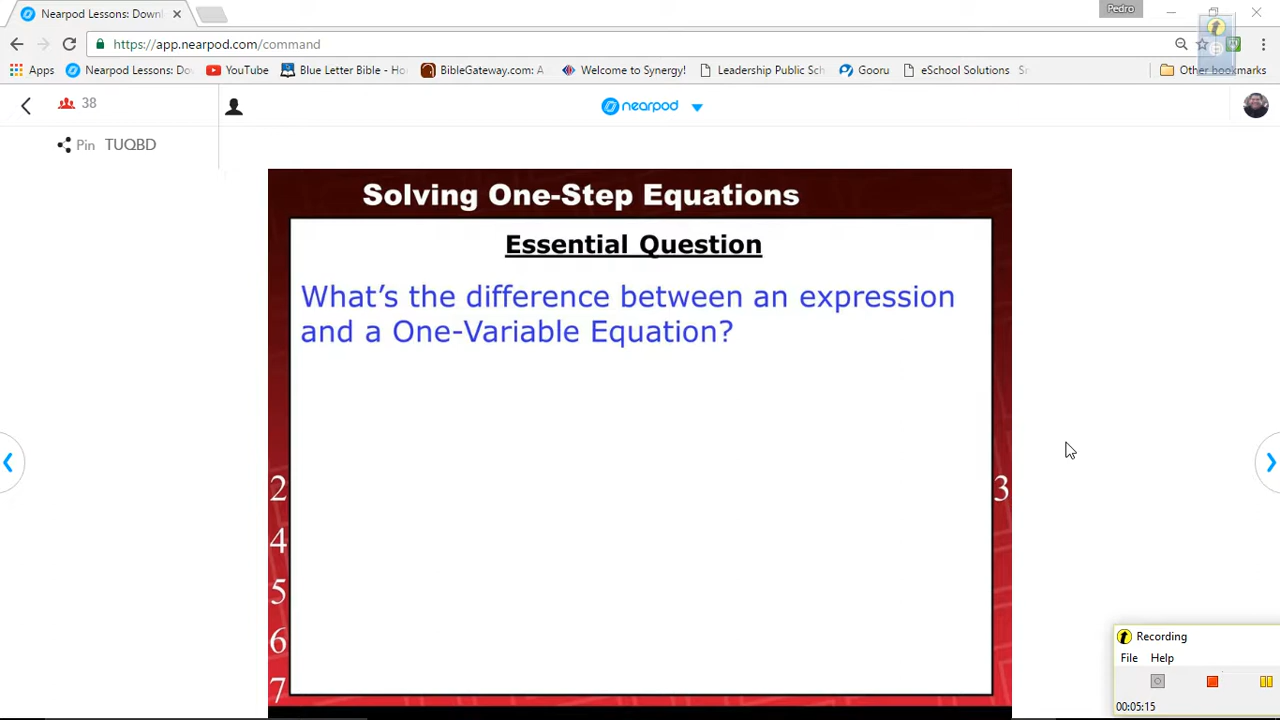 Nearpod Lessons: Downl
Pedro
https://app.nearpod.com/command
Apps
Nearpod Lessons: Do
YouTube
Blue Letter Bible - Ho
BibleGateway.com: A
Welcome to Synergy!
Leadership Public Sch
Gooru
eSchool Solutions
Other bookmarks
38
nearpod
Pin TUQBD
Solving One-Step Equations
Essential Question
What's the difference between an expression
and a One-Variable Equation?
2
3
4
5
6
7
Recording
File Help
00:05:15